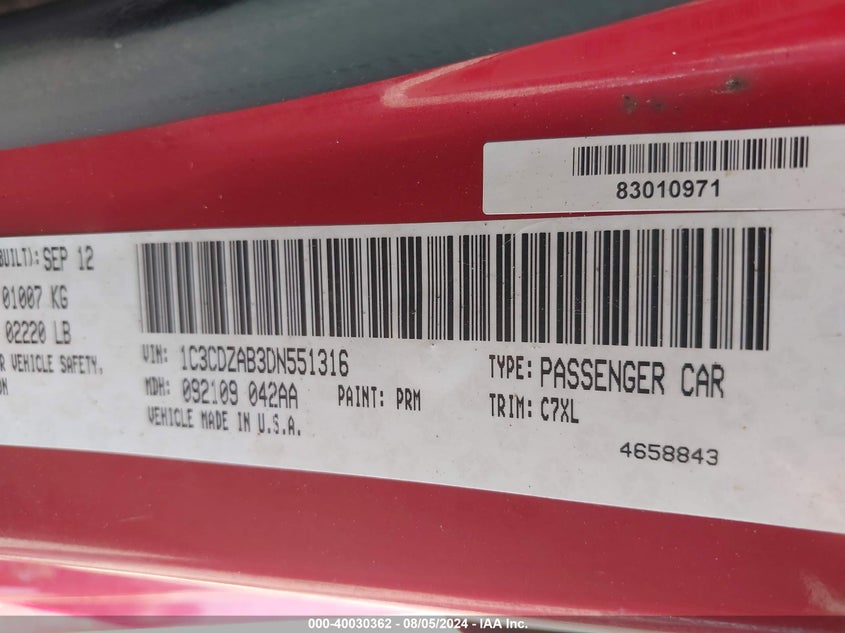 83010971
BUILT): SEP 12
01007 KG
02220 LB
R VEHICLE SAFETY,
ON
VIN: 1C3CDZAB3DN551316
TYPE: PASSENGER CAR
MDH: 092109 042AA
PAINT: PRM
TRIM: C7XL
VEHICLE MADE IN U.S.A.
4658843
000-40030362 - 08/05/2024 - IAA Inc.